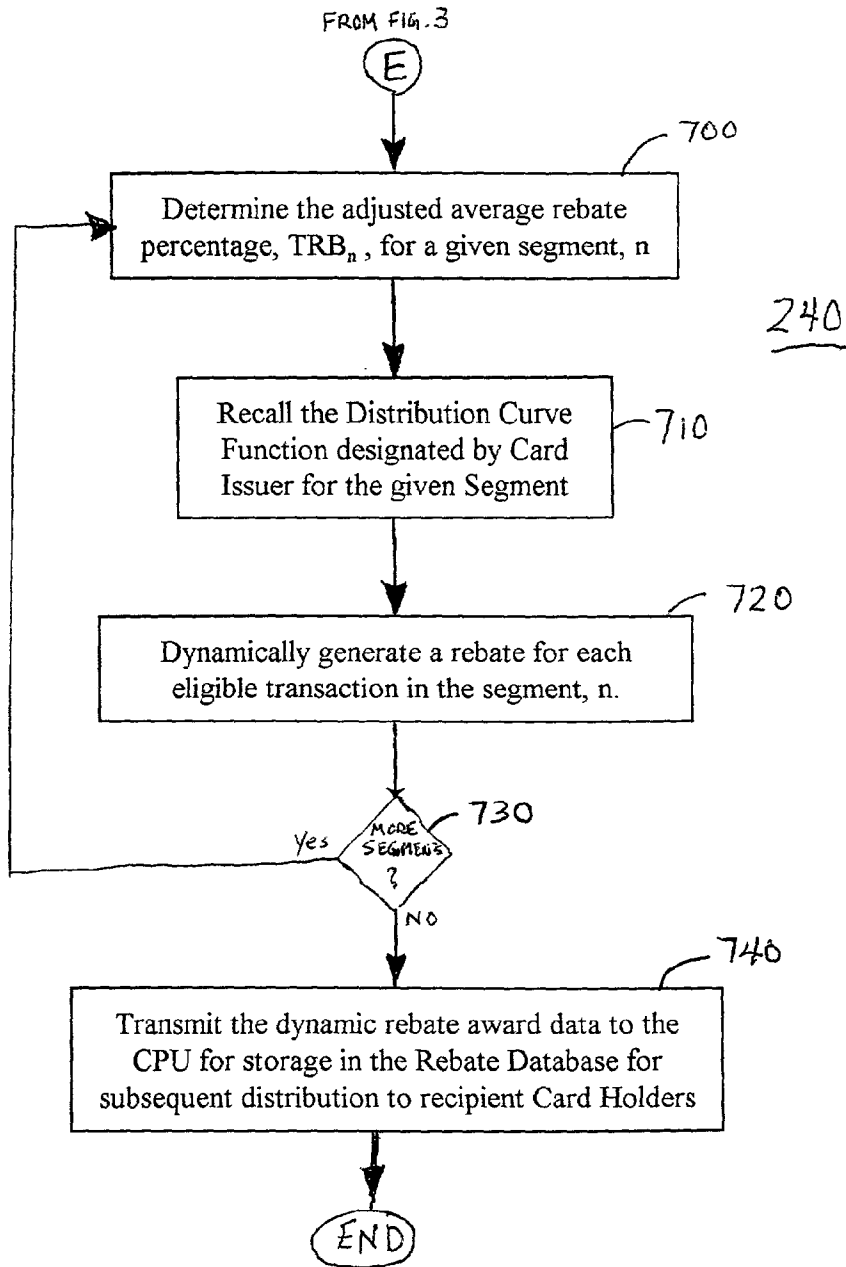 FROM FIG. 3
E
700
Determine the adjusted average rebate
percentage, TRBₙ , for a given segment, n
240
Recall the Distribution Curve
Function designated by Card
Issuer for the given Segment
710
720
Dynamically generate a rebate for each
eligible transaction in the segment, n.
730
Yes
MORE
SEGMENTS
?
NO
740
Transmit the dynamic rebate award data to the
CPU for storage in the Rebate Database for
subsequent distribution to recipient Card Holders
END